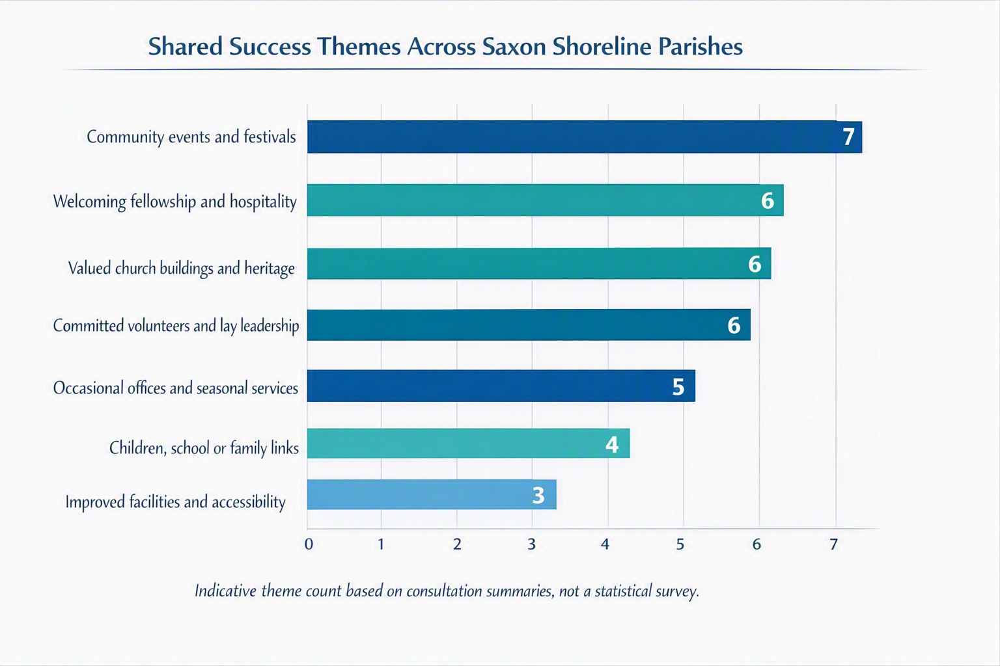 Shared Success Themes Across Saxon Shoreline Parishes
Community events and festivals
7
Welcoming fellowship and hospitality
6
Valued church buildings and heritage
6
Committed volunteers and lay leadership
6
Occasional offices and seasonal services
5
Children, school or family links
4
Improved facilities and accessibility
3
0 1 2 3 4 5 6 7
Indicative theme count based on consultation summaries, not a statistical survey.